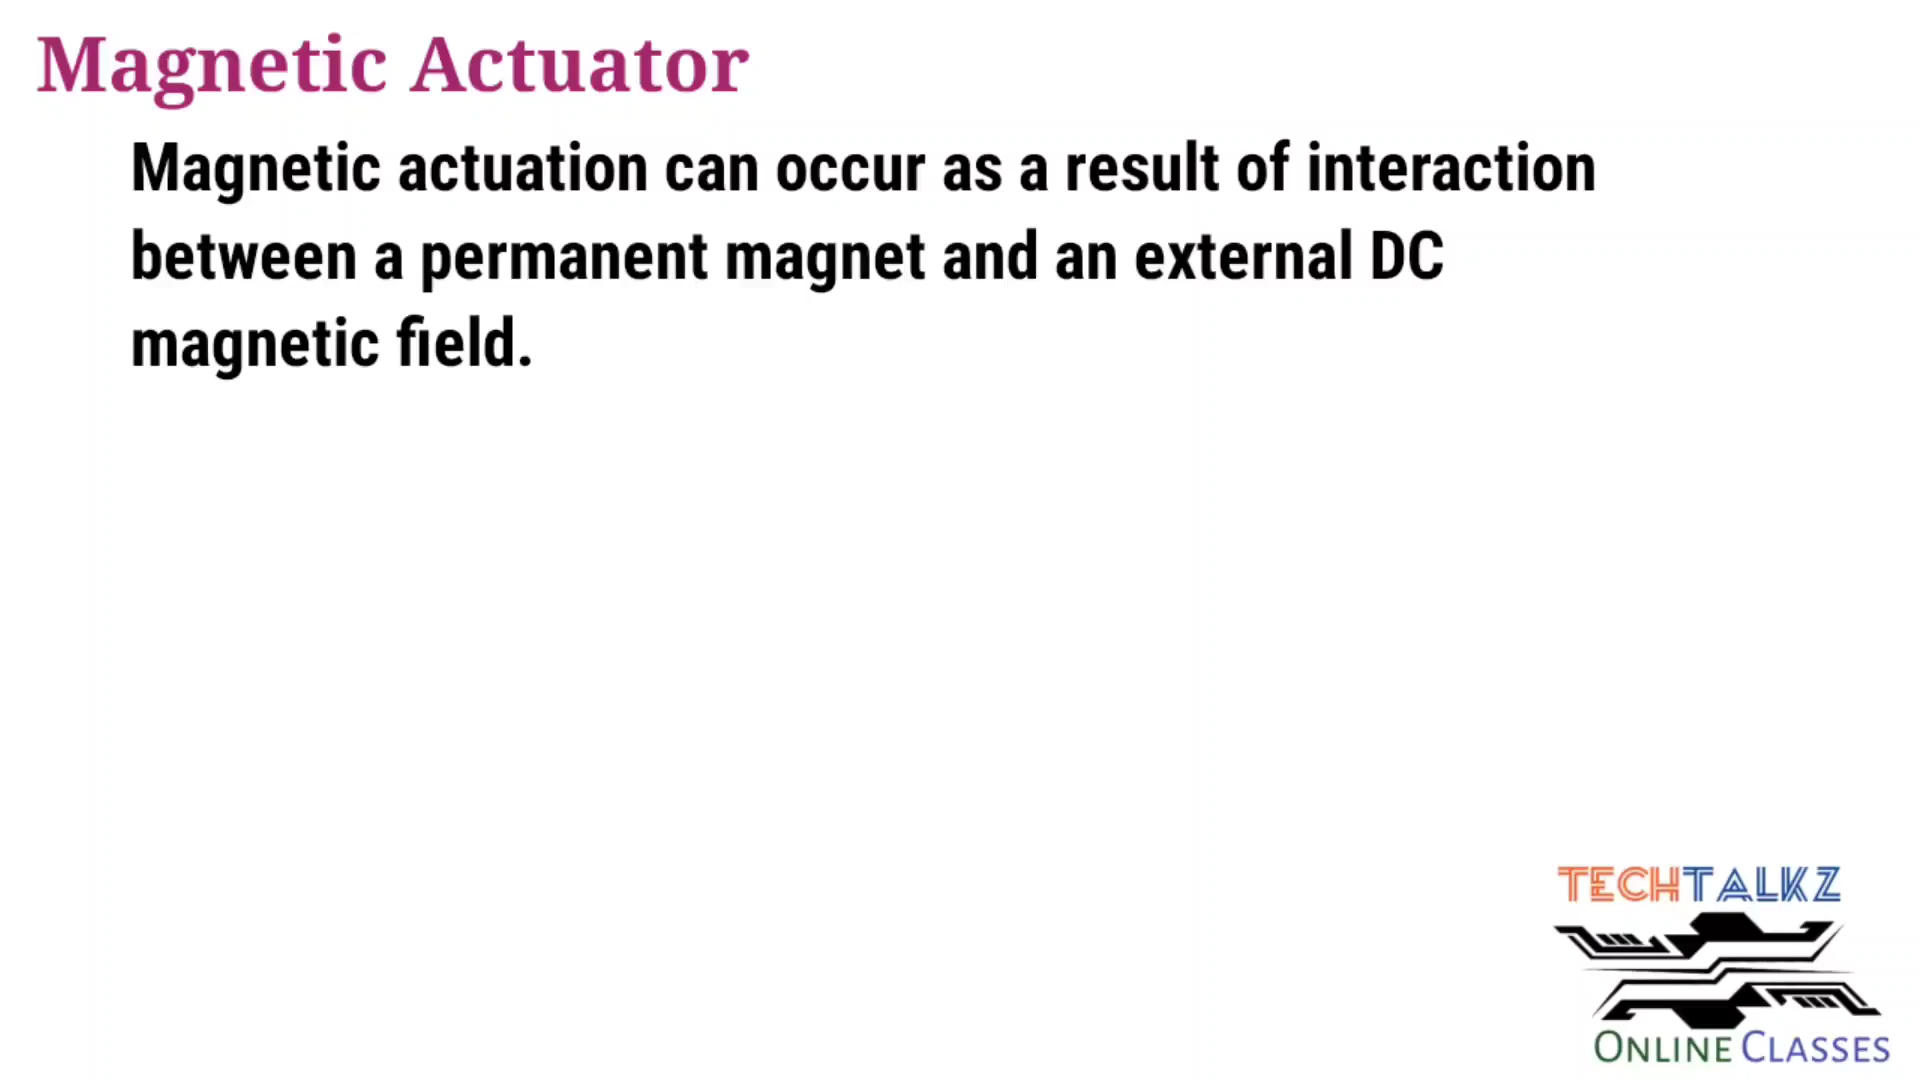 Magnetic Actuator
Magnetic actuation can occur as a result of interaction
between a permanent magnet and an external DC
magnetic field.
TECHTALKZ
ONLINE CLASSES